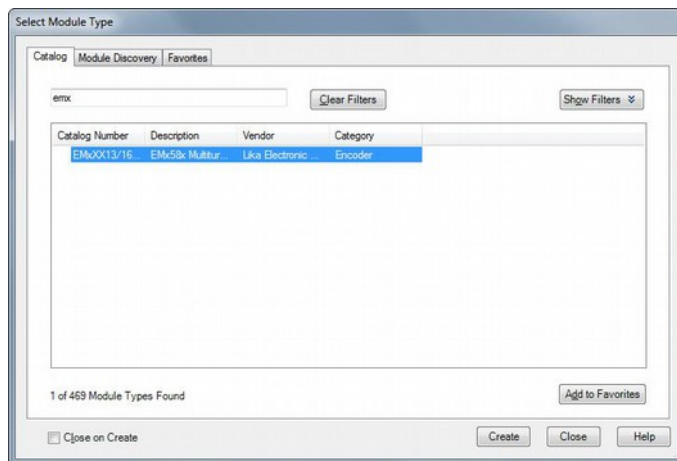 Select Module Type
Catalog Module Discovery Favorites
emx Clear Filters Show Filters
Catalog Number Description Vendor Category
EMxXX13/16... EMx58x Multitur... Lika Electronic ... Encoder
1 of 469 Module Types Found Add to Favorites
Close on Create Create Close Help